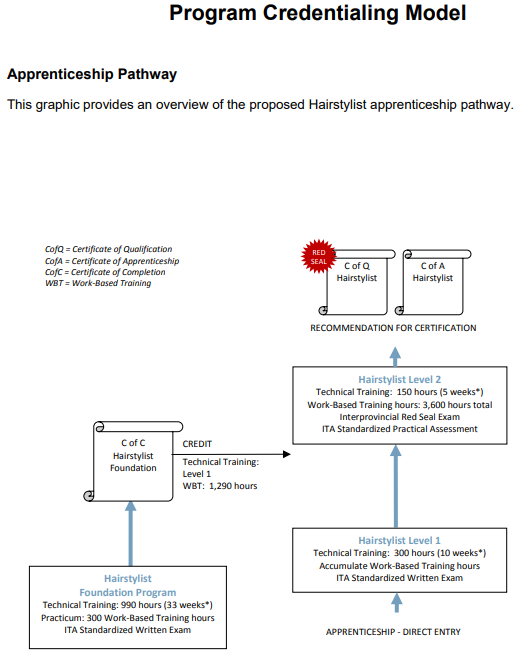 Program Credentialing Model
Apprenticeship Pathway
This graphic provides an overview of the proposed Hairstylist apprenticeship pathway.
CofQ = Certificate of Qualification
CofA = Certificate of Apprenticeship
CofC = Certificate of Completion
WBT = Work-Based Training
RED
SEAL
C of Q
Hairstylist
C of A
Hairstylist
RECOMMENDATION FOR CERTIFICATION
Hairstylist Level 2
Technical Training: 150 hours (5 weeks*)
Work-Based Training hours: 3,600 hours total
Interprovincial Red Seal Exam
ITA Standardized Practical Assessment
C of C
Hairstylist
Foundation
CREDIT
Technical Training:
Level 1
WBT: 1,290 hours
Hairstylist Level 1
Technical Training: 300 hours (10 weeks*)
Accumulate Work-Based Training hours
ITA Standardized Written Exam
Hairstylist
Foundation Program
Technical Training: 990 hours (33 weeks*)
Practicum: 300 Work-Based Training hours
ITA Standardized Written Exam
APPRENTICESHIP - DIRECT ENTRY